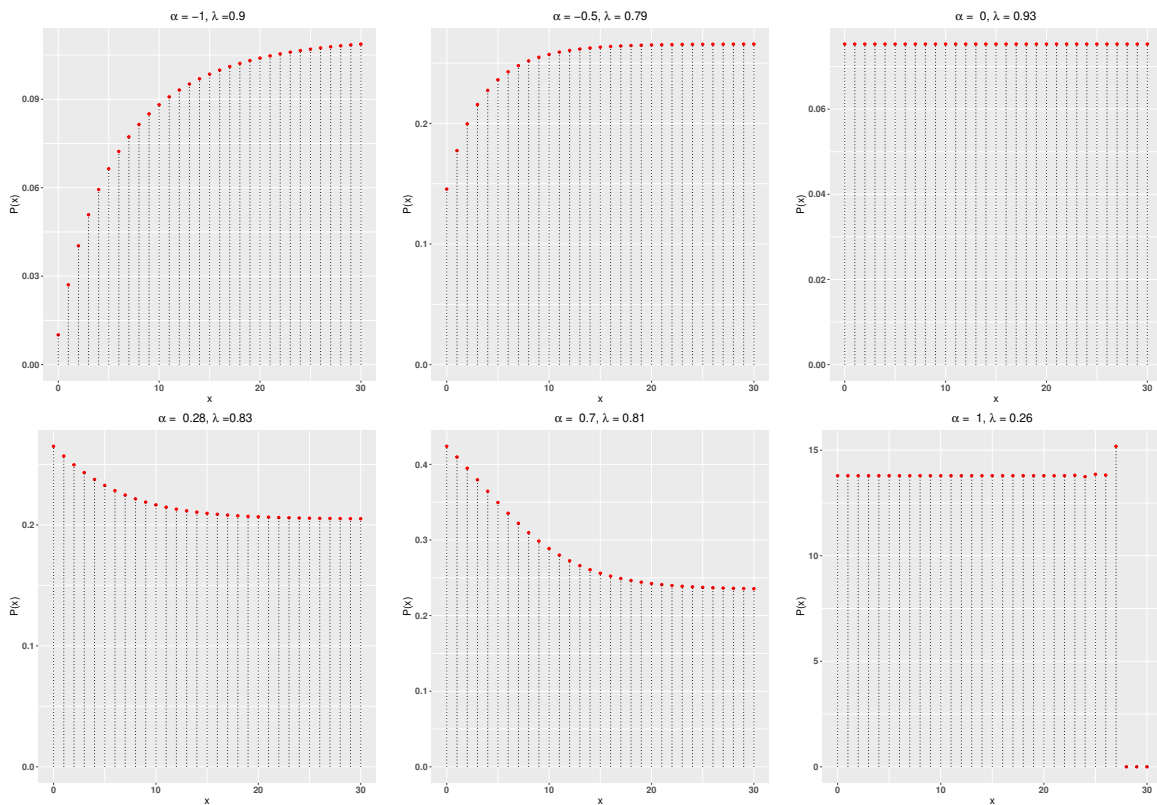 α = −1, λ =0.9
P(x)
0.09
0.06
0.03
0.00
0 10 20 30
x
α = −0.5, λ = 0.79
P(x)
0.2
0.1
0.0
0 10 20 30
x
α =  0, λ = 0.93
P(x)
0.06
0.04
0.02
0.00
0 10 20 30
x
α =  0.28, λ =0.83
P(x)
0.2
0.1
0.0
0 10 20 30
x
α =  0.7, λ = 0.81
P(x)
0.4
0.3
0.2
0.1
0.0
0 10 20 30
x
α =  1, λ = 0.26
P(x)
15
10
5
0
0 10 20 30
x